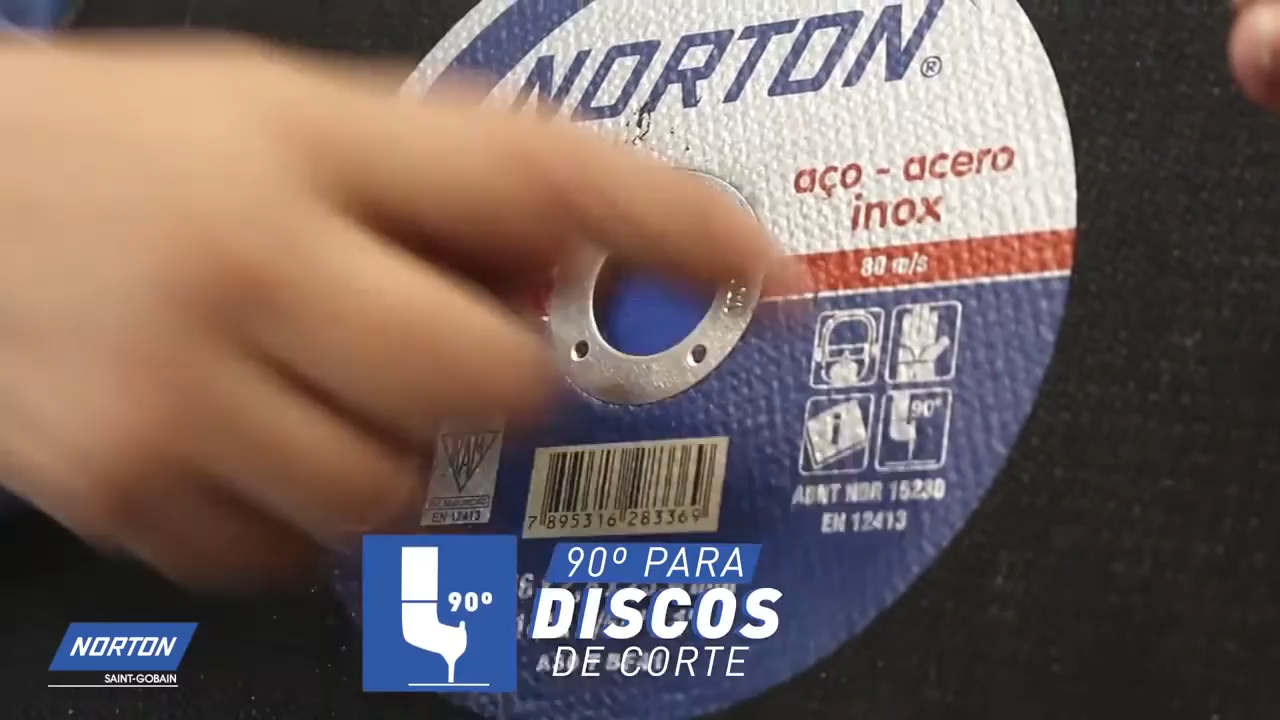 NORTON®
aço - acero
inox
80 m/s
90°
ABNT NBR 15230
EN 12413
EN 12413
7 895316 283369
90º
90º PARA
DISCOS
DE CORTE
NORTON
SAINT-GOBAIN